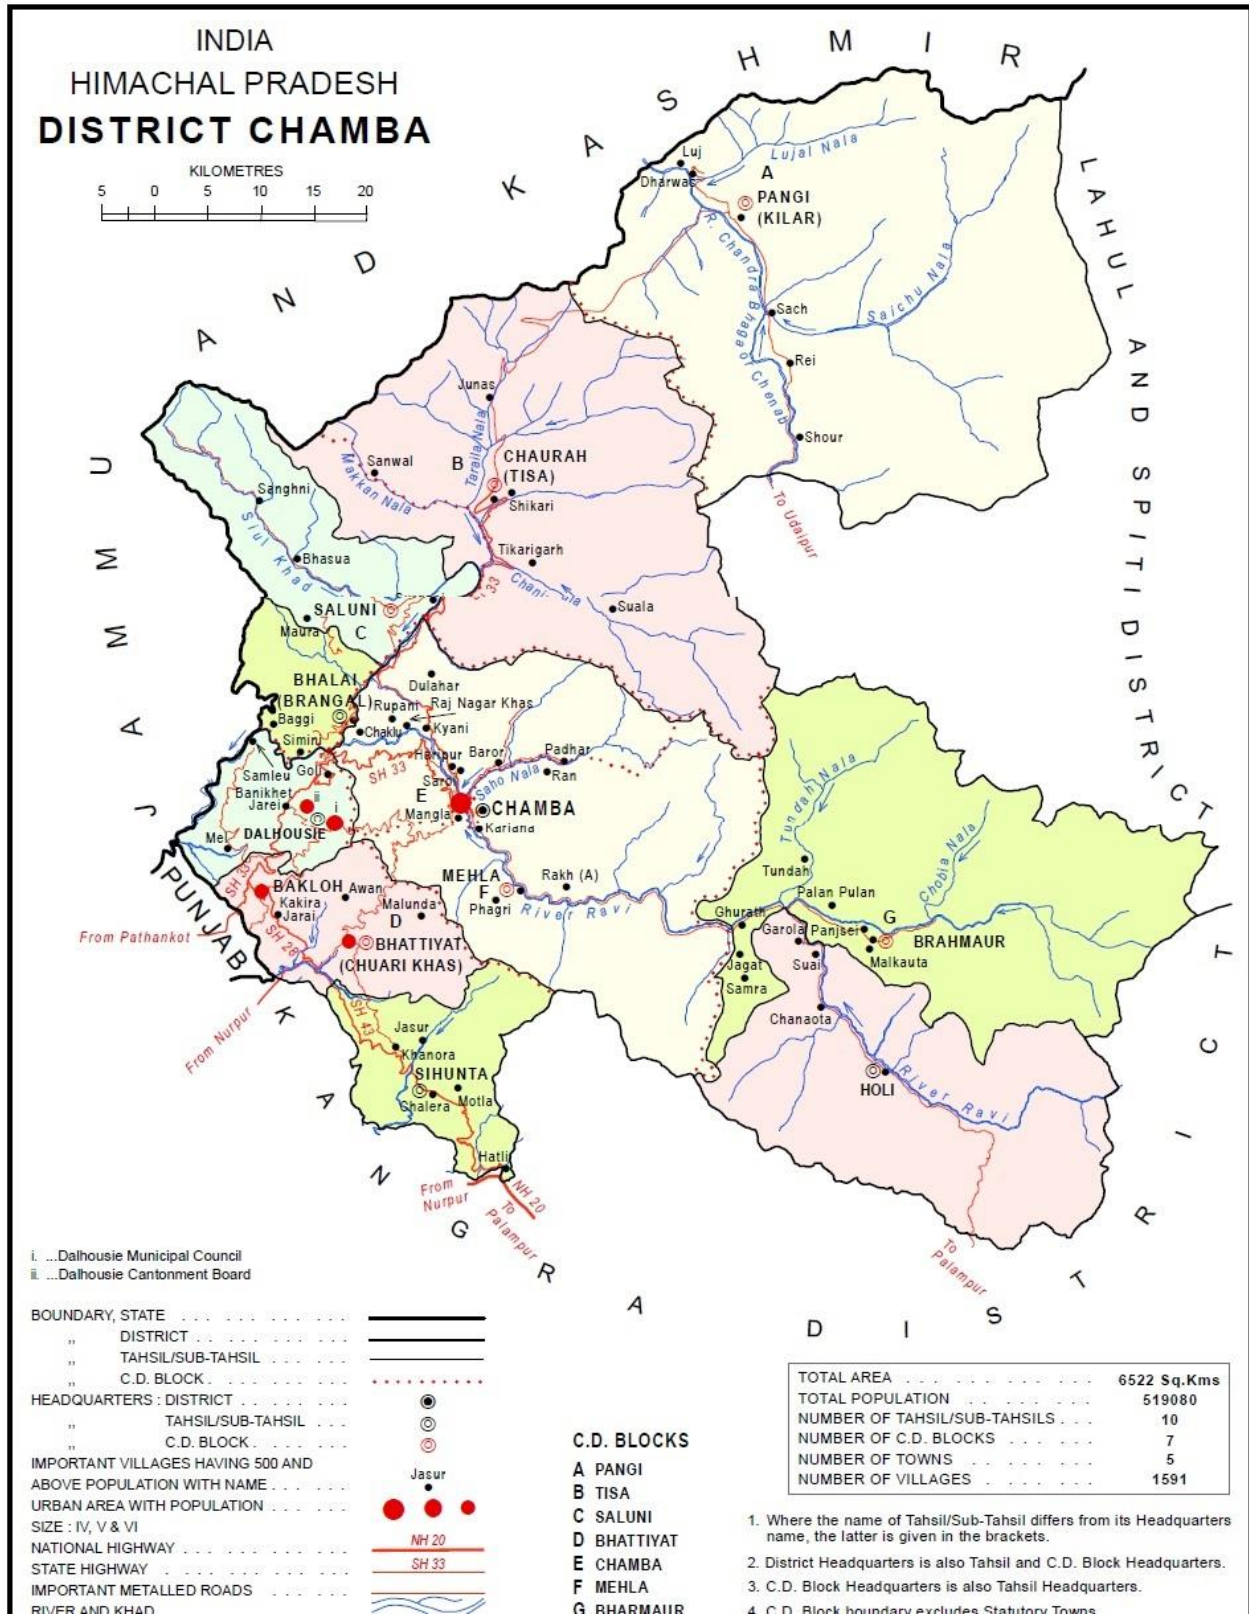 INDIA
HIMACHAL PRADESH
DISTRICT CHAMBA
KILOMETRES
5 0 5 10 15 20
JAMMU AND KASHMIR
LAHUL AND SPITI DISTRICT
PUNJAB
KANGRA DISTRICT
Luj
Dharwas
Lujal Nala
A
PANGI
(KILAR)
R. Chandra Bhaga or Chenab
Saichu Nala
Sach
Rei
Shour
To Udaipur
Junas
Taraila Nala
Sanwal
Makkan Nala
B
CHAURAH
(TISA)
Shikari
Tikarigarh
Suala
33
Sanghni
Siul Khad
Bhasua
SALUNI
Maura
C
BHALAI
(BRANGAL)
Baggi
Simini
Dulahar
Rupani
Raj Nagar Khas
Chaklu
Kyani
Samleu
Goli
Banikhet
Jarei
ii
i
DALHOUSIE
Mel
SH 33
Haripur
Baror
Padhar
Ran
Saho Nala
Sarol
E
CHAMBA
Mangla
Kariana
MEHLA
F
Rakh (A)
Phagri
River Ravi
SH 33
BAKLOH
Awan
Kakira
Jarai
Malunda
D
From Pathankot
SH 28
BHATTIYAT
(CHUARI KHAS)
From Nurpur
SH 43
Jasur
Khanora
SIHUNTA
Chalera
Motla
Hatli
From
Nurpur
NH 20
To
Palampur
Tundah Nala
Chobia Nala
Tundah
Palan Pulan
Ghurath
Garola
Panjsei
G
BRAHMAUR
Jagat
Suai
Malkauta
Samra
Chanaota
HOLI
River Ravi
To
Palampur
i. ...Dalhousie Municipal Council
ii. ...Dalhousie Cantonment Board
BOUNDARY, STATE . . . . . . . . .
,, DISTRICT . . . . . . . . .
,, TAHSIL/SUB-TAHSIL . . . . . .
,, C.D. BLOCK . . . . . . . . .
HEADQUARTERS : DISTRICT . . . . . . .
,, TAHSIL/SUB-TAHSIL . . .
,, C.D. BLOCK . . . . . .
IMPORTANT VILLAGES HAVING 500 AND
ABOVE POPULATION WITH NAME . . . . . Jasur
URBAN AREA WITH POPULATION . . . . .
SIZE : IV, V & VI
NATIONAL HIGHWAY . . . . . . . . . NH 20
STATE HIGHWAY . . . . . . . . . SH 33
IMPORTANT METALLED ROADS . . . . .
RIVER AND KHAD
C.D. BLOCKS
A PANGI
B TISA
C SALUNI
D BHATTIYAT
E CHAMBA
F MEHLA
G BHARMAUR
TOTAL AREA . . . . . . . . . 6522 Sq.Kms
TOTAL POPULATION . . . . . . 519080
NUMBER OF TAHSIL/SUB-TAHSILS . . . 10
NUMBER OF C.D. BLOCKS . . . . . 7
NUMBER OF TOWNS . . . . . . . 5
NUMBER OF VILLAGES . . . . . . 1591
1. Where the name of Tahsil/Sub-Tahsil differs from its Headquarters
name, the latter is given in the brackets.
2. District Headquarters is also Tahsil and C.D. Block Headquarters.
3. C.D. Block Headquarters is also Tahsil Headquarters.
4. C.D. Block boundary excludes Statutory Towns